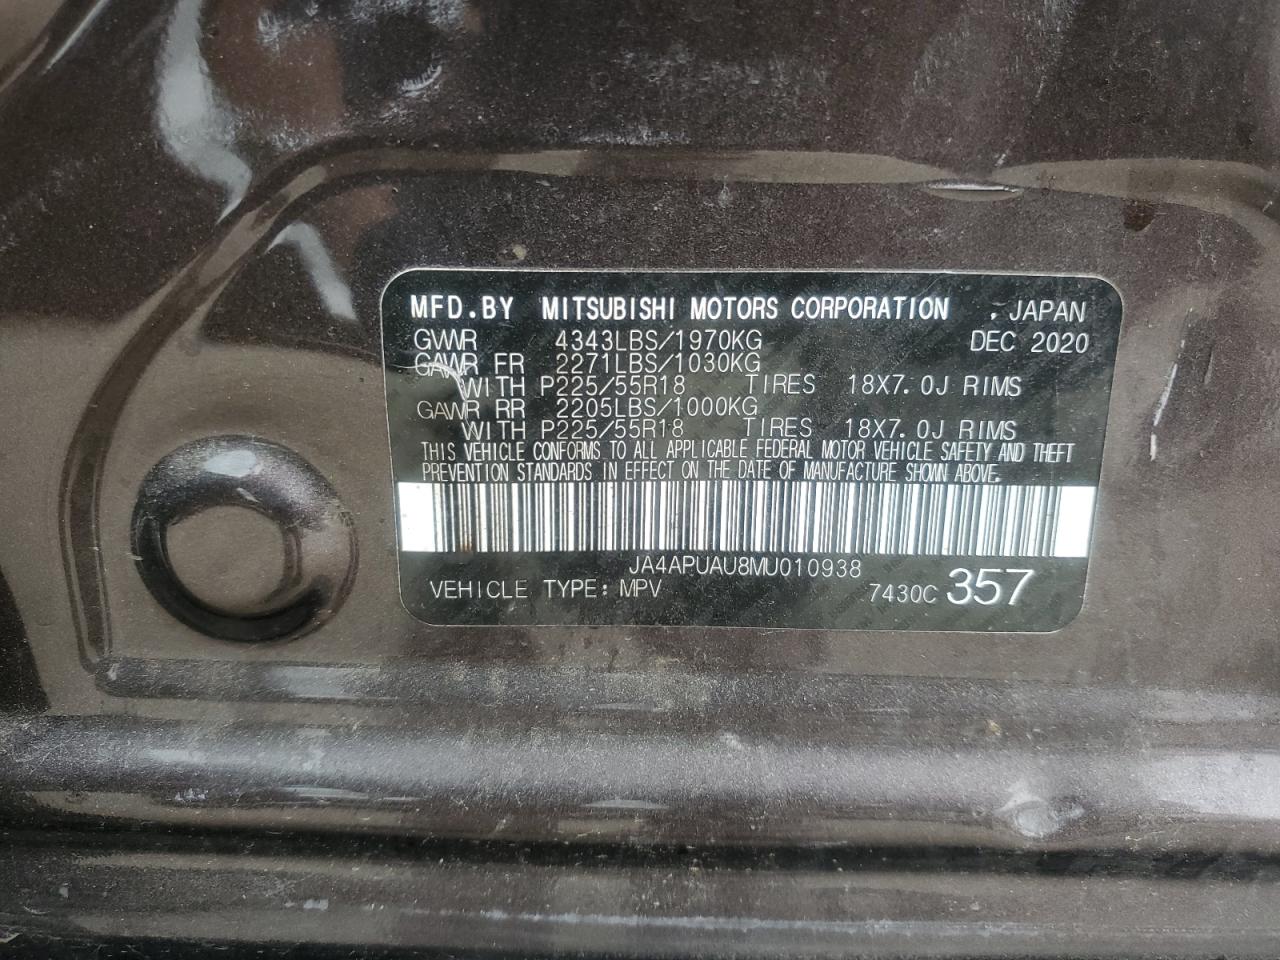 MFD.BY MITSUBISHI MOTORS CORPORATION . JAPAN
GVWR 4343LBS/1970KG DEC 2020
GAWR FR 2271LBS/1030KG
WITH P225/55R18 TIRES 18X7.0J RIMS
GAWR RR 2205LBS/1000KG
WITH P225/55R18 TIRES 18X7.0J RIMS
THIS VEHICLE CONFORMS TO ALL APPLICABLE FEDERAL MOTOR VEHICLE SAFETY AND THEFT
PREVENTION STANDARDS IN EFFECT ON THE DATE OF MANUFACTURE SHOWN ABOVE.
JA4APUAU8MU010938
VEHICLE TYPE: MPV 7430C 357